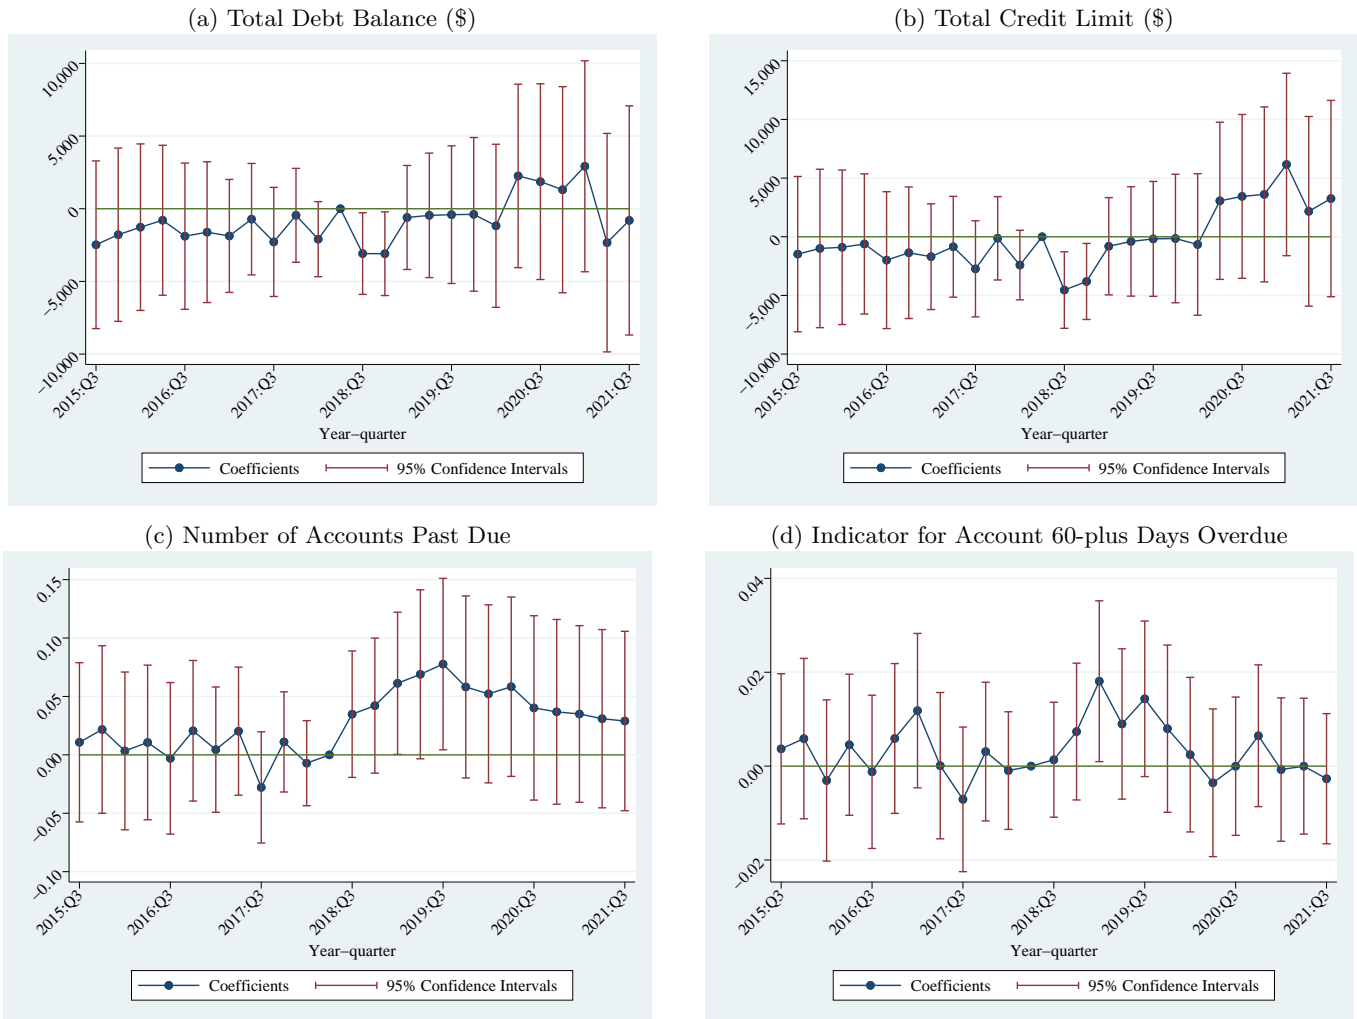 (a) Total Debt Balance ($)
10,000
5,000
0
−5,000
−10,000
2015:Q3
2016:Q3
2017:Q3
2018:Q3
2019:Q3
2020:Q3
2021:Q3
Year−quarter
Coefficients
95% Confidence Intervals
(b) Total Credit Limit ($)
15,000
10,000
5,000
0
−5,000
−10,000
2015:Q3
2016:Q3
2017:Q3
2018:Q3
2019:Q3
2020:Q3
2021:Q3
Year−quarter
Coefficients
95% Confidence Intervals
(c) Number of Accounts Past Due
0.15
0.10
0.05
0.00
−0.05
−0.10
2015:Q3
2016:Q3
2017:Q3
2018:Q3
2019:Q3
2020:Q3
2021:Q3
Year−quarter
Coefficients
95% Confidence Intervals
(d) Indicator for Account 60-plus Days Overdue
0.04
0.02
0.00
−0.02
2015:Q3
2016:Q3
2017:Q3
2018:Q3
2019:Q3
2020:Q3
2021:Q3
Year−quarter
Coefficients
95% Confidence Intervals